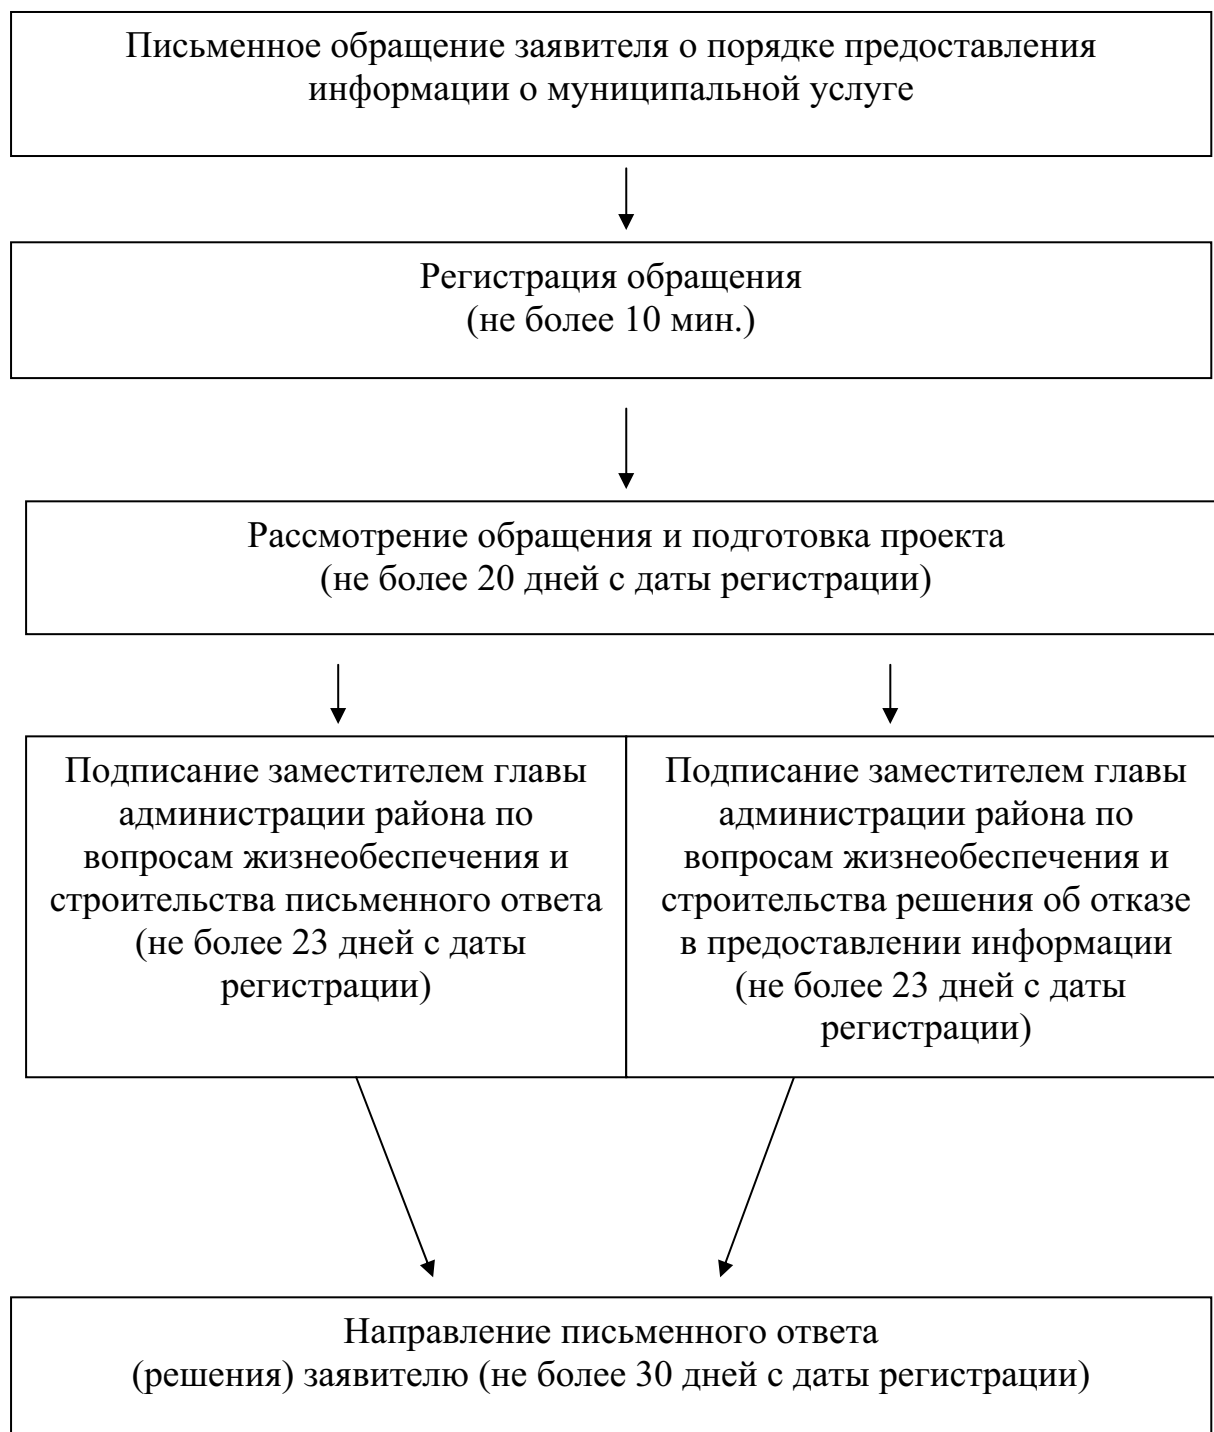 Письменное обращение заявителя о порядке предоставления
информации о муниципальной услуге
Регистрация обращения
(не более 10 мин.)
Рассмотрение обращения и подготовка проекта
(не более 20 дней с даты регистрации)
Подписание заместителем главы
администрации района по
вопросам жизнеобеспечения и
строительства письменного ответа
(не более 23 дней с даты
регистрации)
Подписание заместителем главы
администрации района по
вопросам жизнеобеспечения и
строительства решения об отказе
в предоставлении информации
(не более 23 дней с даты
регистрации)
Направление письменного ответа
(решения) заявителю (не более 30 дней с даты регистрации)